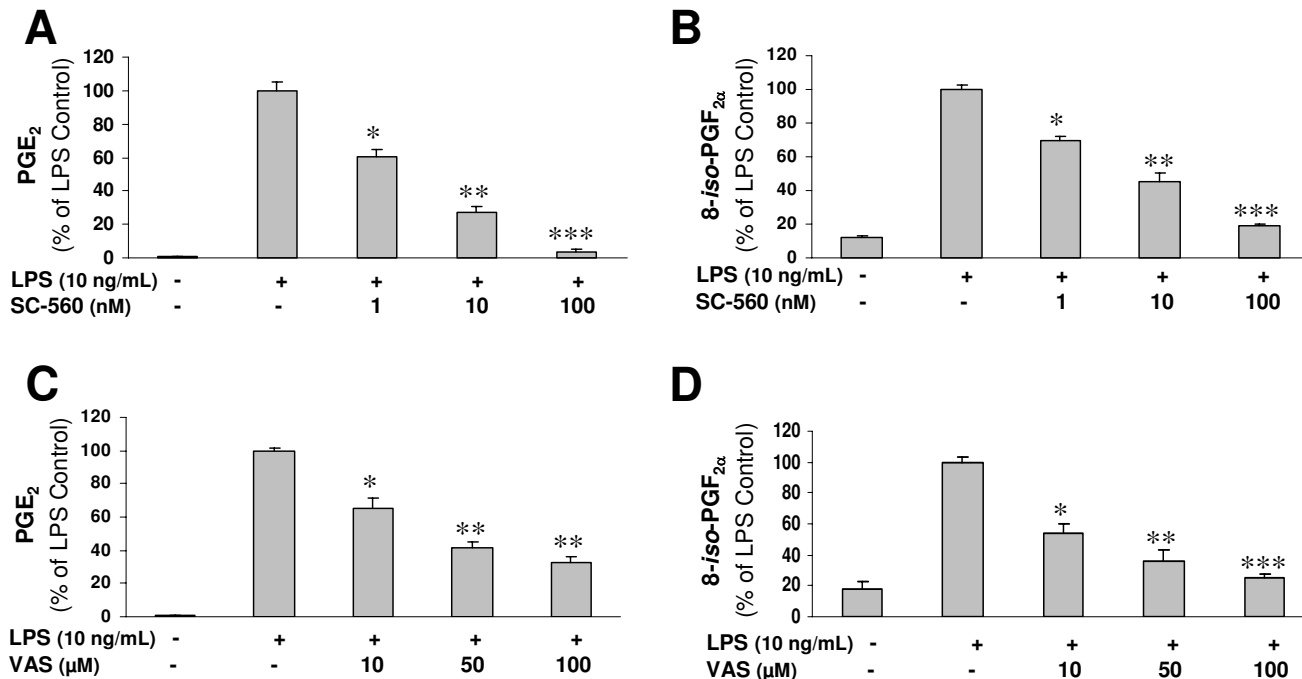 A
PGE2
(% of LPS Control)
120
100
80
60
40
20
0
*
**
***
LPS (10 ng/mL) - + + + +
SC-560 (nM) - - 1 10 100
B
8-iso-PGF2α
(% of LPS Control)
120
100
80
60
40
20
0
*
**
***
LPS (10 ng/mL) - + + + +
SC-560 (nM) - - 1 10 100
C
PGE2
(% of LPS Control)
120
100
80
60
40
20
0
*
**
**
LPS (10 ng/mL) - + + + +
VAS (µM) - - 10 50 100
D
8-iso-PGF2α
(% of LPS Control)
120
100
80
60
40
20
0
*
**
***
LPS (10 ng/mL) - + + + +
VAS (µM) - - 10 50 100